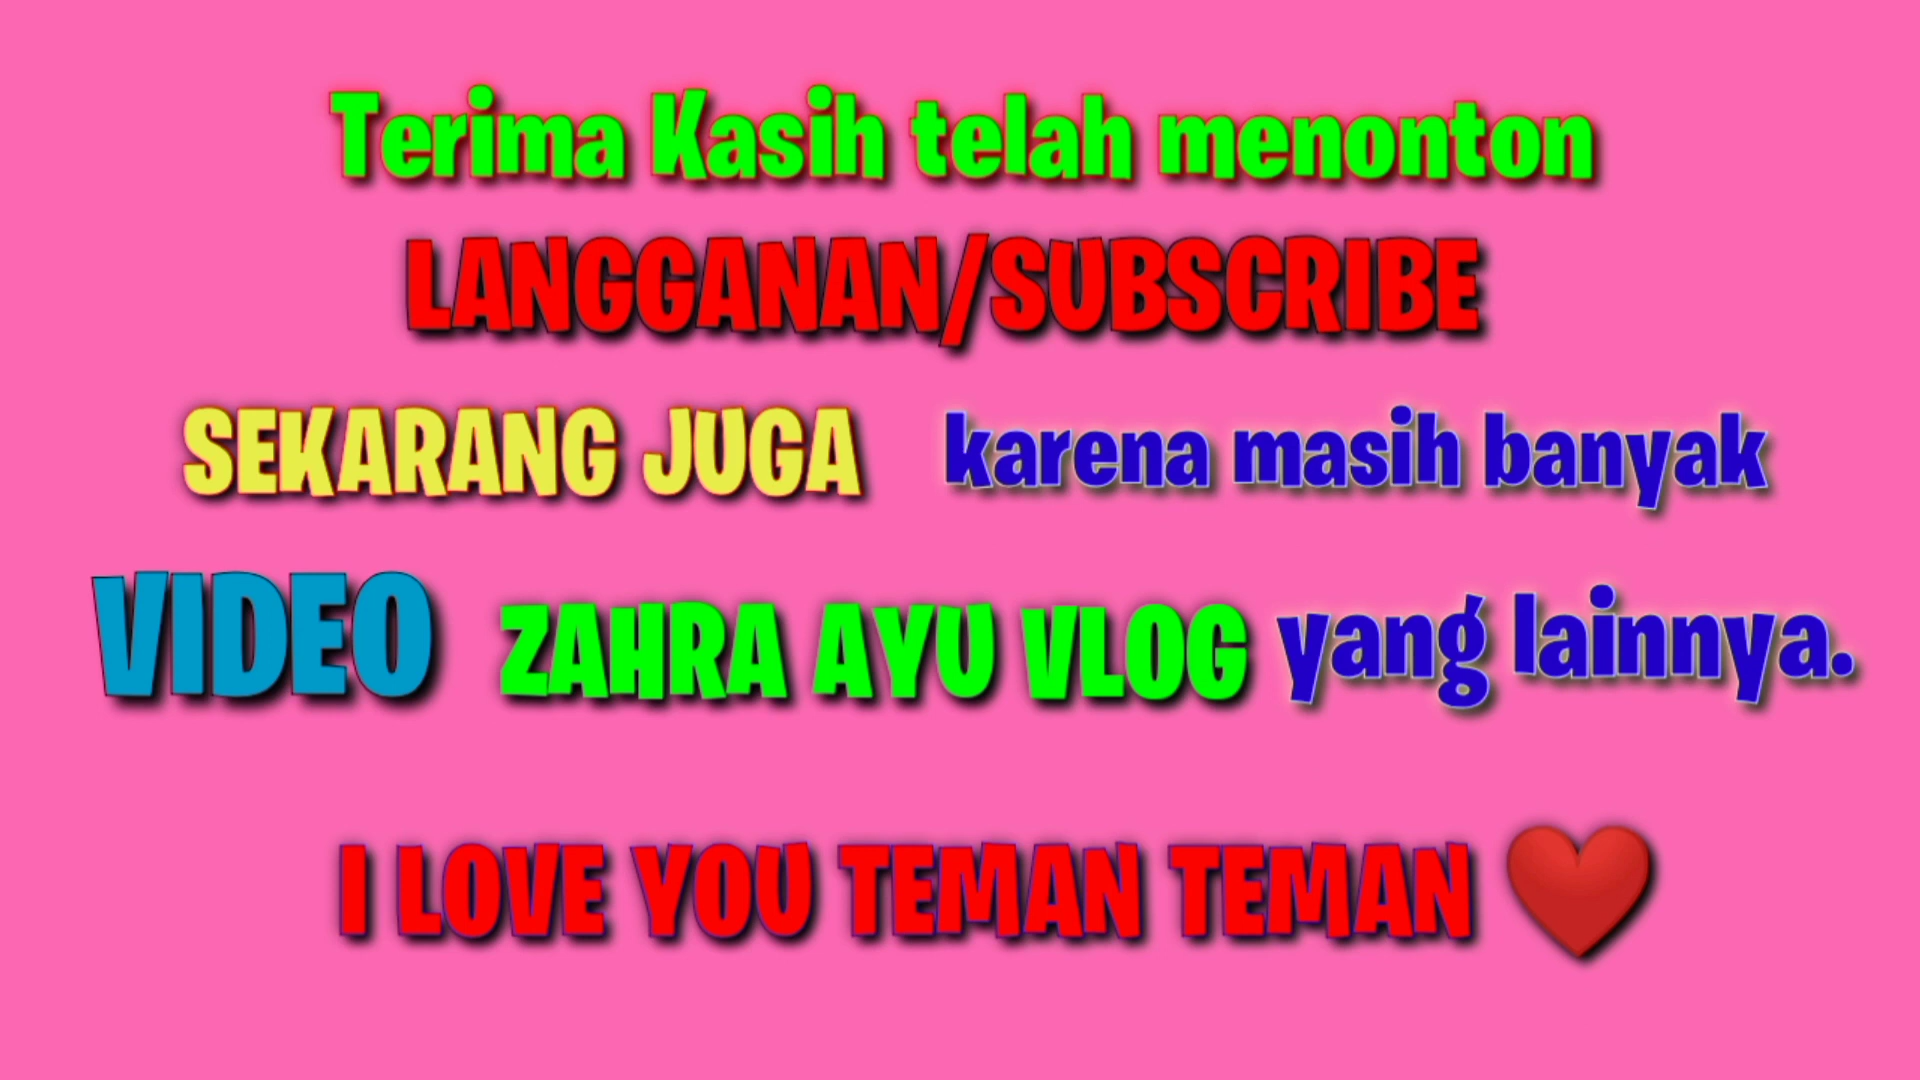 Terima Kasih telah menonton
LANGGANAN/SUBSCRIBE
SEKARANG JUGA karena masih banyak
VIDEO ZAHRA AYU VLOG yang lainnya.
I LOVE YOU TEMAN TEMAN ❤️